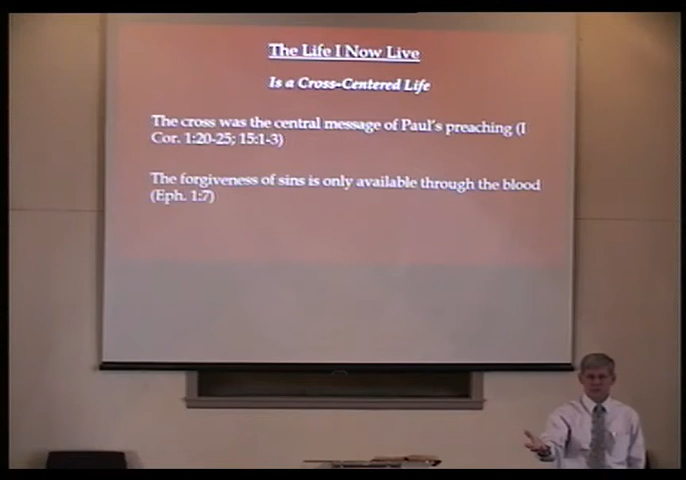 The Life I Now Live
Is a Cross-Centered Life
The cross was the central message of Paul's preaching (I
Cor. 1:20-25; 15:1-3)
The forgiveness of sins is only available through the blood
(Eph. 1:7)